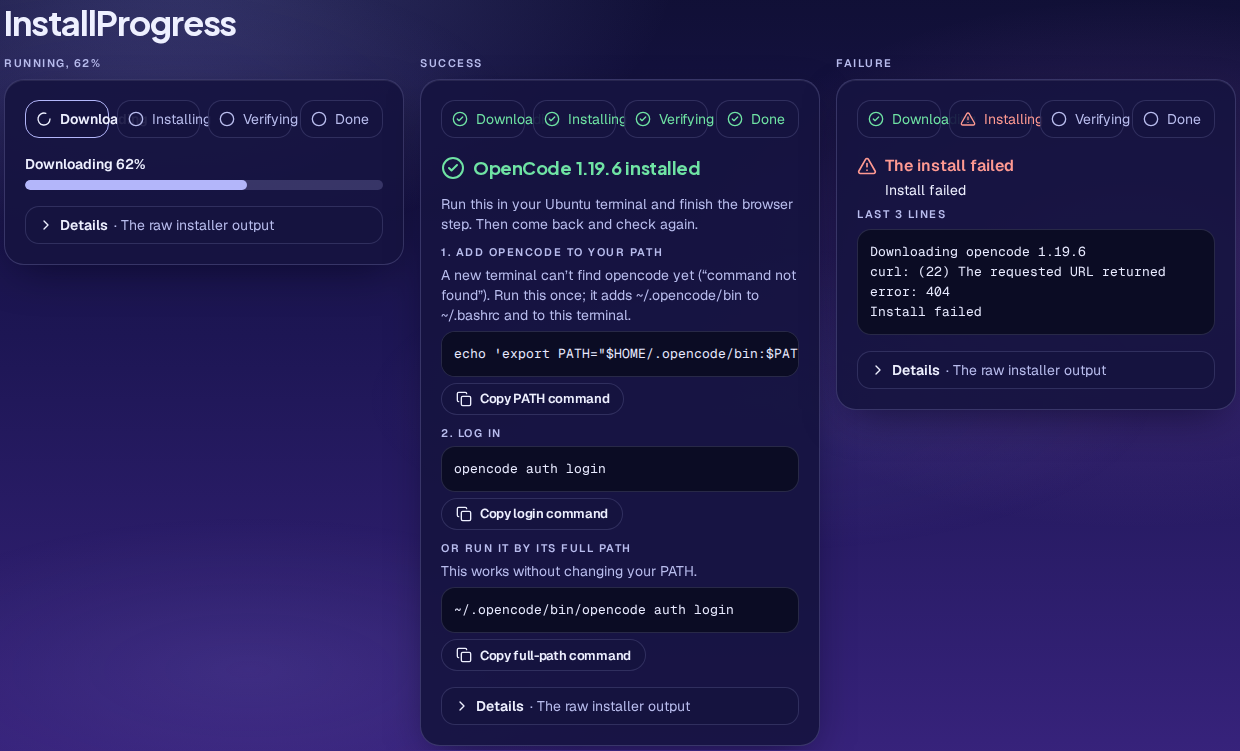 InstallProgress
RUNNING, 62%
Downloa
Installing
Verifying
Done
Downloading 62%
Details · The raw installer output
SUCCESS
Downloa
Installing
Verifying
Done
OpenCode 1.19.6 installed
Run this in your Ubuntu terminal and finish the browser
step. Then come back and check again.
1. ADD OPENCODE TO YOUR PATH
A new terminal can't find opencode yet (“command not
found”). Run this once; it adds ~/.opencode/bin to
~/.bashrc and to this terminal.
echo 'export PATH="$HOME/.opencode/bin:$PAT
Copy PATH command
2. LOG IN
opencode auth login
Copy login command
OR RUN IT BY ITS FULL PATH
This works without changing your PATH.
~/.opencode/bin/opencode auth login
Copy full-path command
Details · The raw installer output
FAILURE
Downloa
Installing
Verifying
Done
The install failed
Install failed
LAST 3 LINES
Downloading opencode 1.19.6
curl: (22) The requested URL returned
error: 404
Install failed
Details · The raw installer output